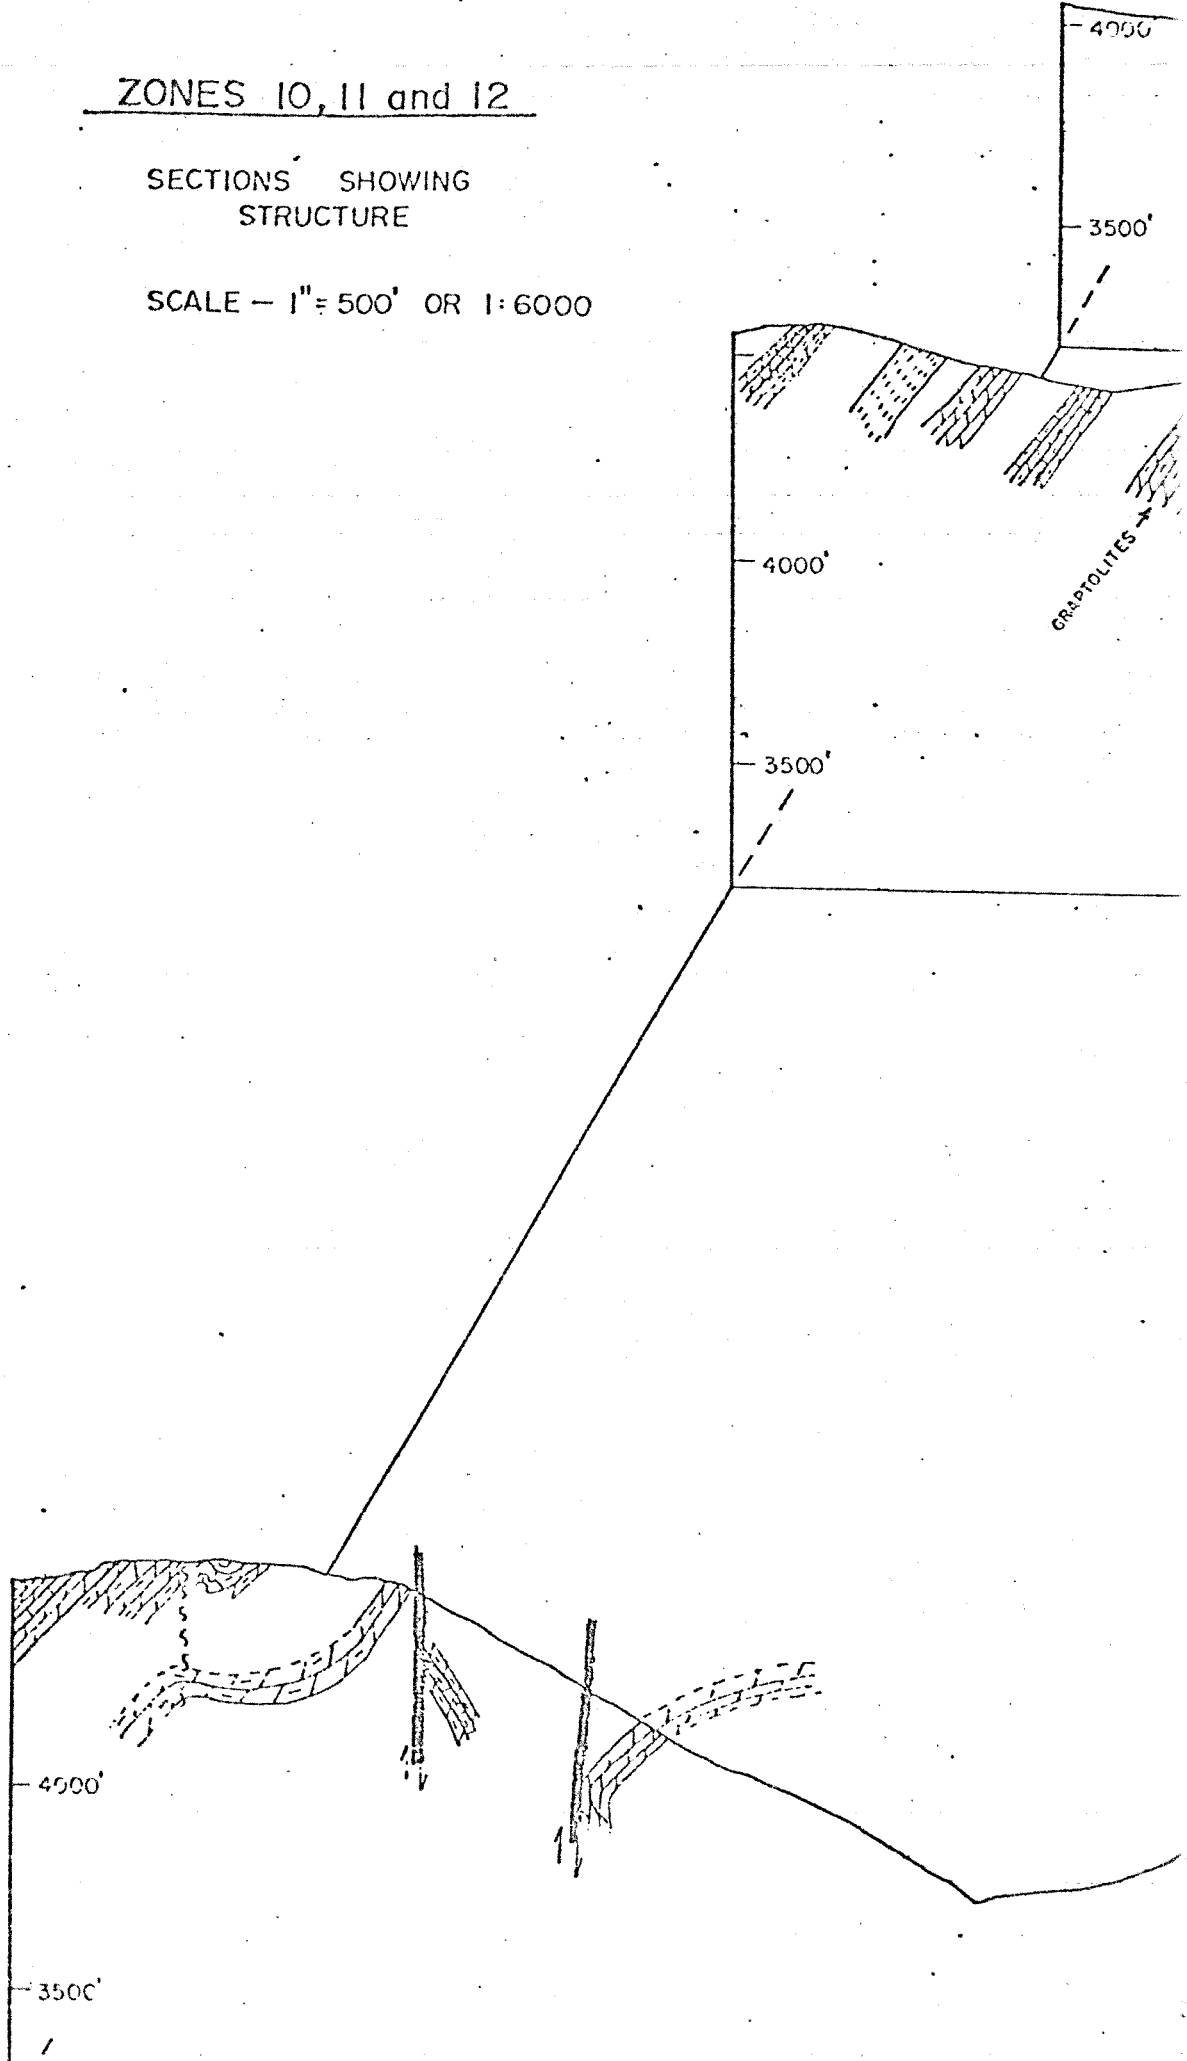 4000
ZONES 10, 11 and 12
SECTIONS SHOWING
STRUCTURE
3500'
SCALE – 1" = 500' OR 1:6000
4000'
GRAPTOLITES
3500'
4000'
3500'